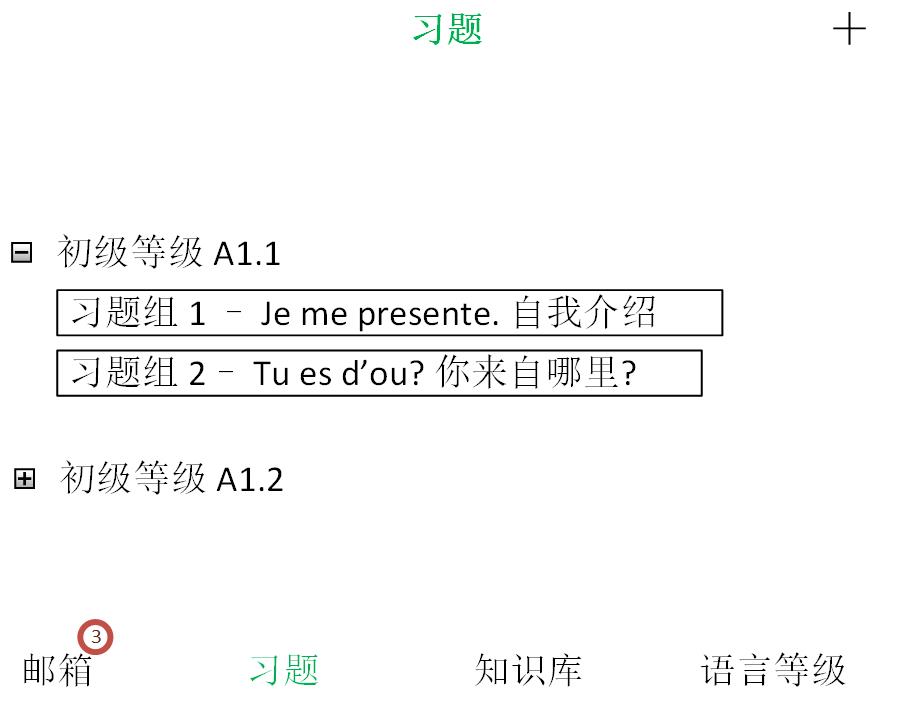 习题
初级等级 A1.1
习题组 1 – Je me presente. 自我介绍
习题组 2 – Tu es d’ou? 你来自哪里?
初级等级 A1.2
3
邮箱 习题 知识库 语言等级